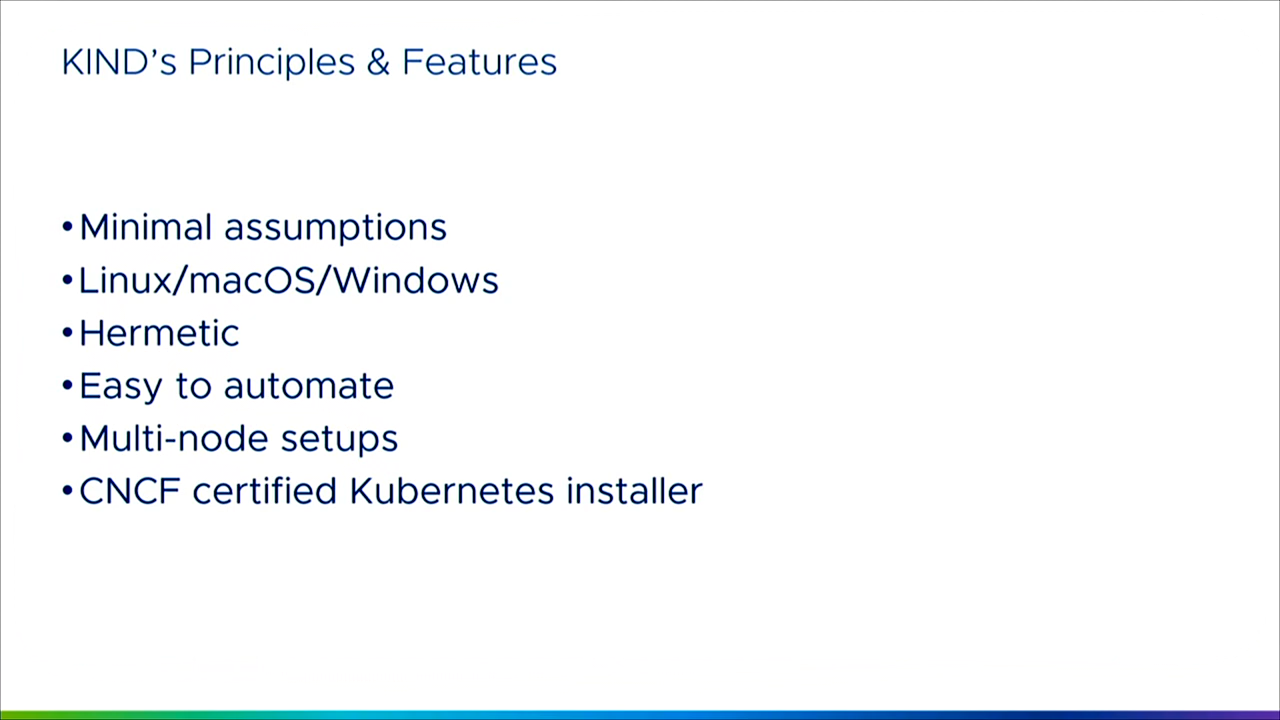 KIND’s Principles & Features
•Minimal assumptions
•Linux/macOS/Windows
•Hermetic
•Easy to automate
•Multi-node setups
•CNCF certified Kubernetes installer